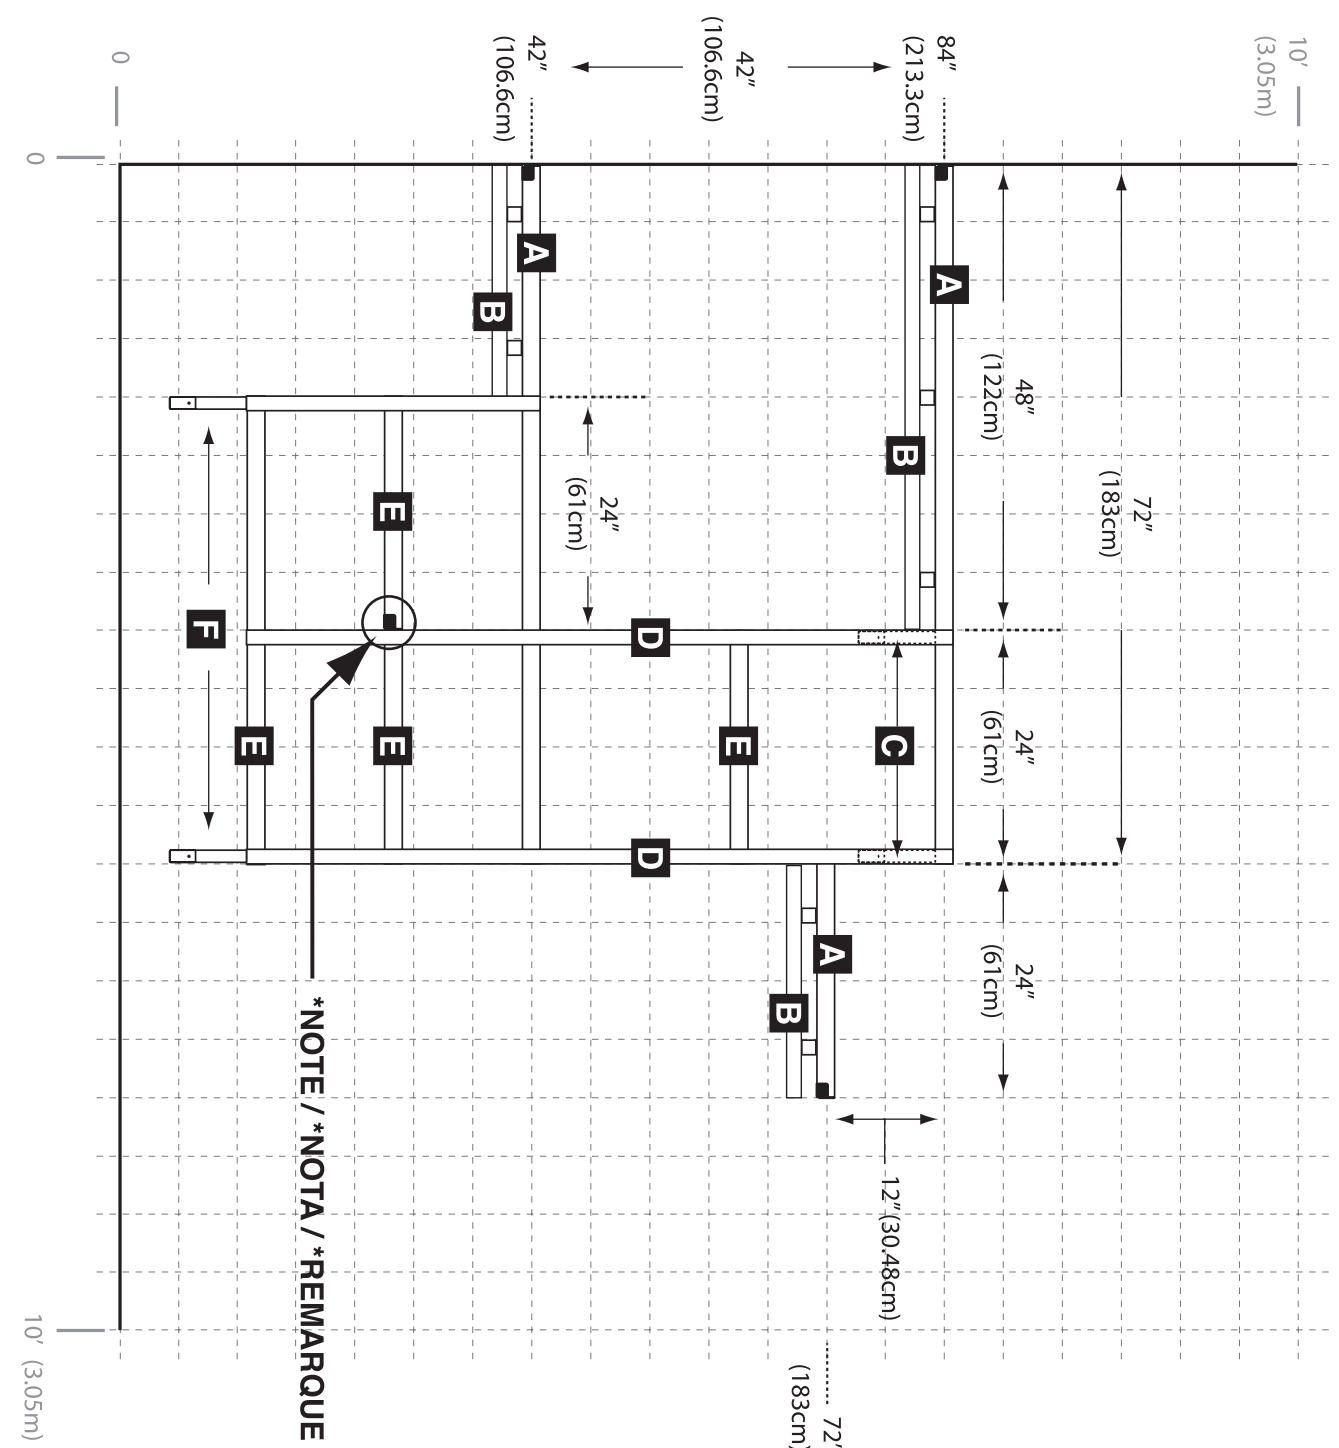 10′
(3.05m)
84″
(213.3cm)
42″
(106.6cm)
42″
(106.6cm)
0
0
72″
(183cm)
48″
(122cm)
24″
(61cm)
24″
(61cm)
A
B
C
12″(30.48cm)
72″
(183cm)
A
B
E
D
D
24″
(61cm)
A
B
E
E
E
F
*NOTE / *NOTA / *REMARQUE
10′ (3.05m)